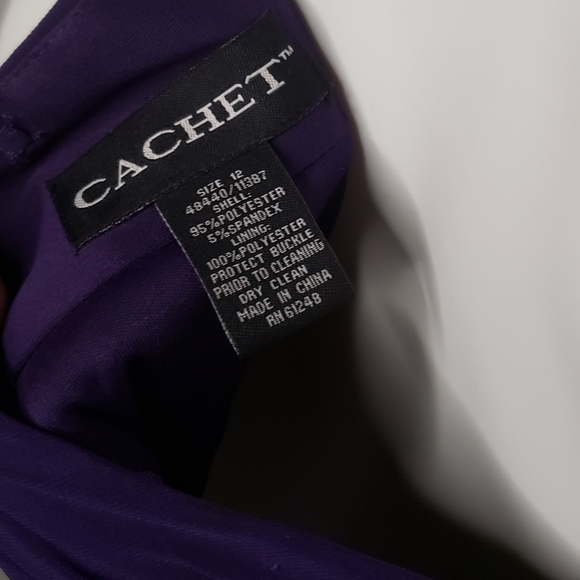 CACHET™
SIZE 12
48440/11387
SHELL:
95%POLYESTER
5%SPANDEX
LINING:
100%POLYESTER
PROTECT BUCKLE
PRIOR TO CLEANING
DRY CLEAN
MADE IN CHINA
RN 61248